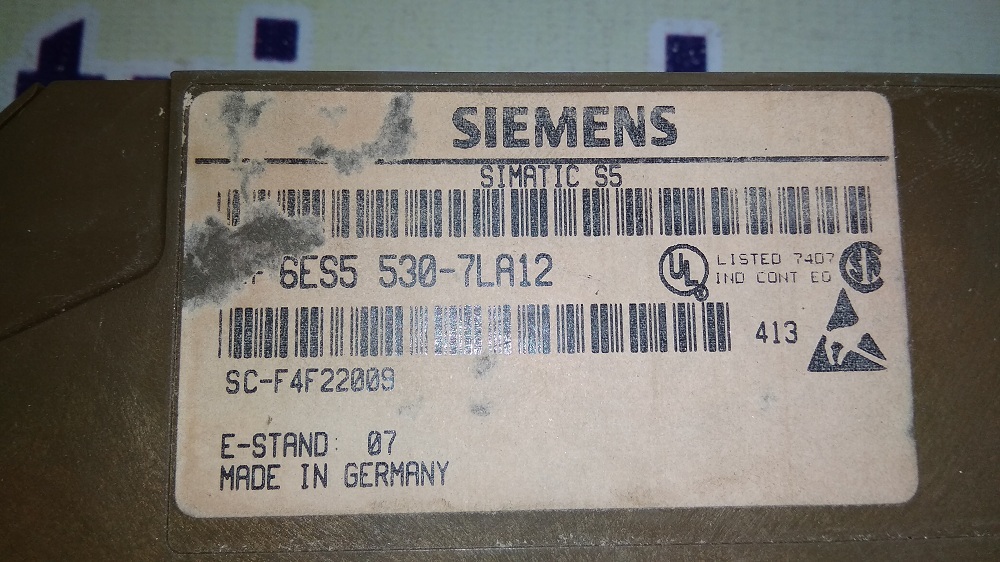 SIEMENS
SIMATIC S5
6ES5 530-7LA12
UL
LISTED 7407
IND CONT EQ
413
SC-F4F22009
E-STAND: 07
MADE IN GERMANY